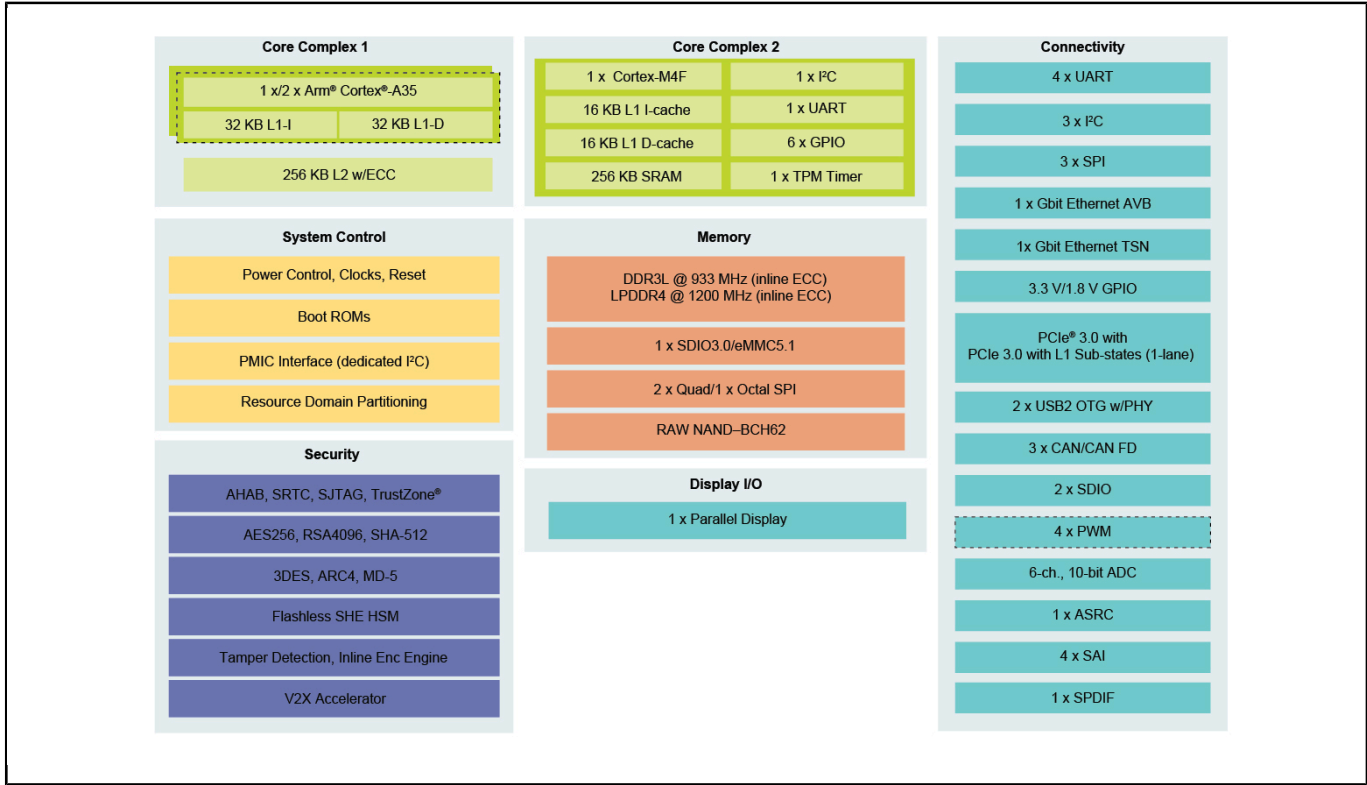 Core Complex 1
1 x/2 x Arm® Cortex®-A35
32 KB L1-I
32 KB L1-D
256 KB L2 w/ECC
Core Complex 2
1 x Cortex-M4F
1 x I²C
16 KB L1 I-cache
1 x UART
16 KB L1 D-cache
6 x GPIO
256 KB SRAM
1 x TPM Timer
System Control
Power Control, Clocks, Reset
Boot ROMs
PMIC Interface (dedicated I²C)
Resource Domain Partitioning
Memory
DDR3L @ 933 MHz (inline ECC)
LPDDR4 @ 1200 MHz (inline ECC)
1 x SDIO3.0/eMMC5.1
2 x Quad/1 x Octal SPI
RAW NAND–BCH62
Security
AHAB, SRTC, SJTAG, TrustZone®
AES256, RSA4096, SHA-512
3DES, ARC4, MD-5
Flashless SHE HSM
Tamper Detection, Inline Enc Engine
V2X Accelerator
Display I/O
1 x Parallel Display
Connectivity
4 x UART
3 x I²C
3 x SPI
1 x Gbit Ethernet AVB
1x Gbit Ethernet TSN
3.3 V/1.8 V GPIO
PCIe® 3.0 with
PCIe 3.0 with L1 Sub-states (1-lane)
2 x USB2 OTG w/PHY
3 x CAN/CAN FD
2 x SDIO
4 x PWM
6-ch., 10-bit ADC
1 x ASRC
4 x SAI
1 x SPDIF